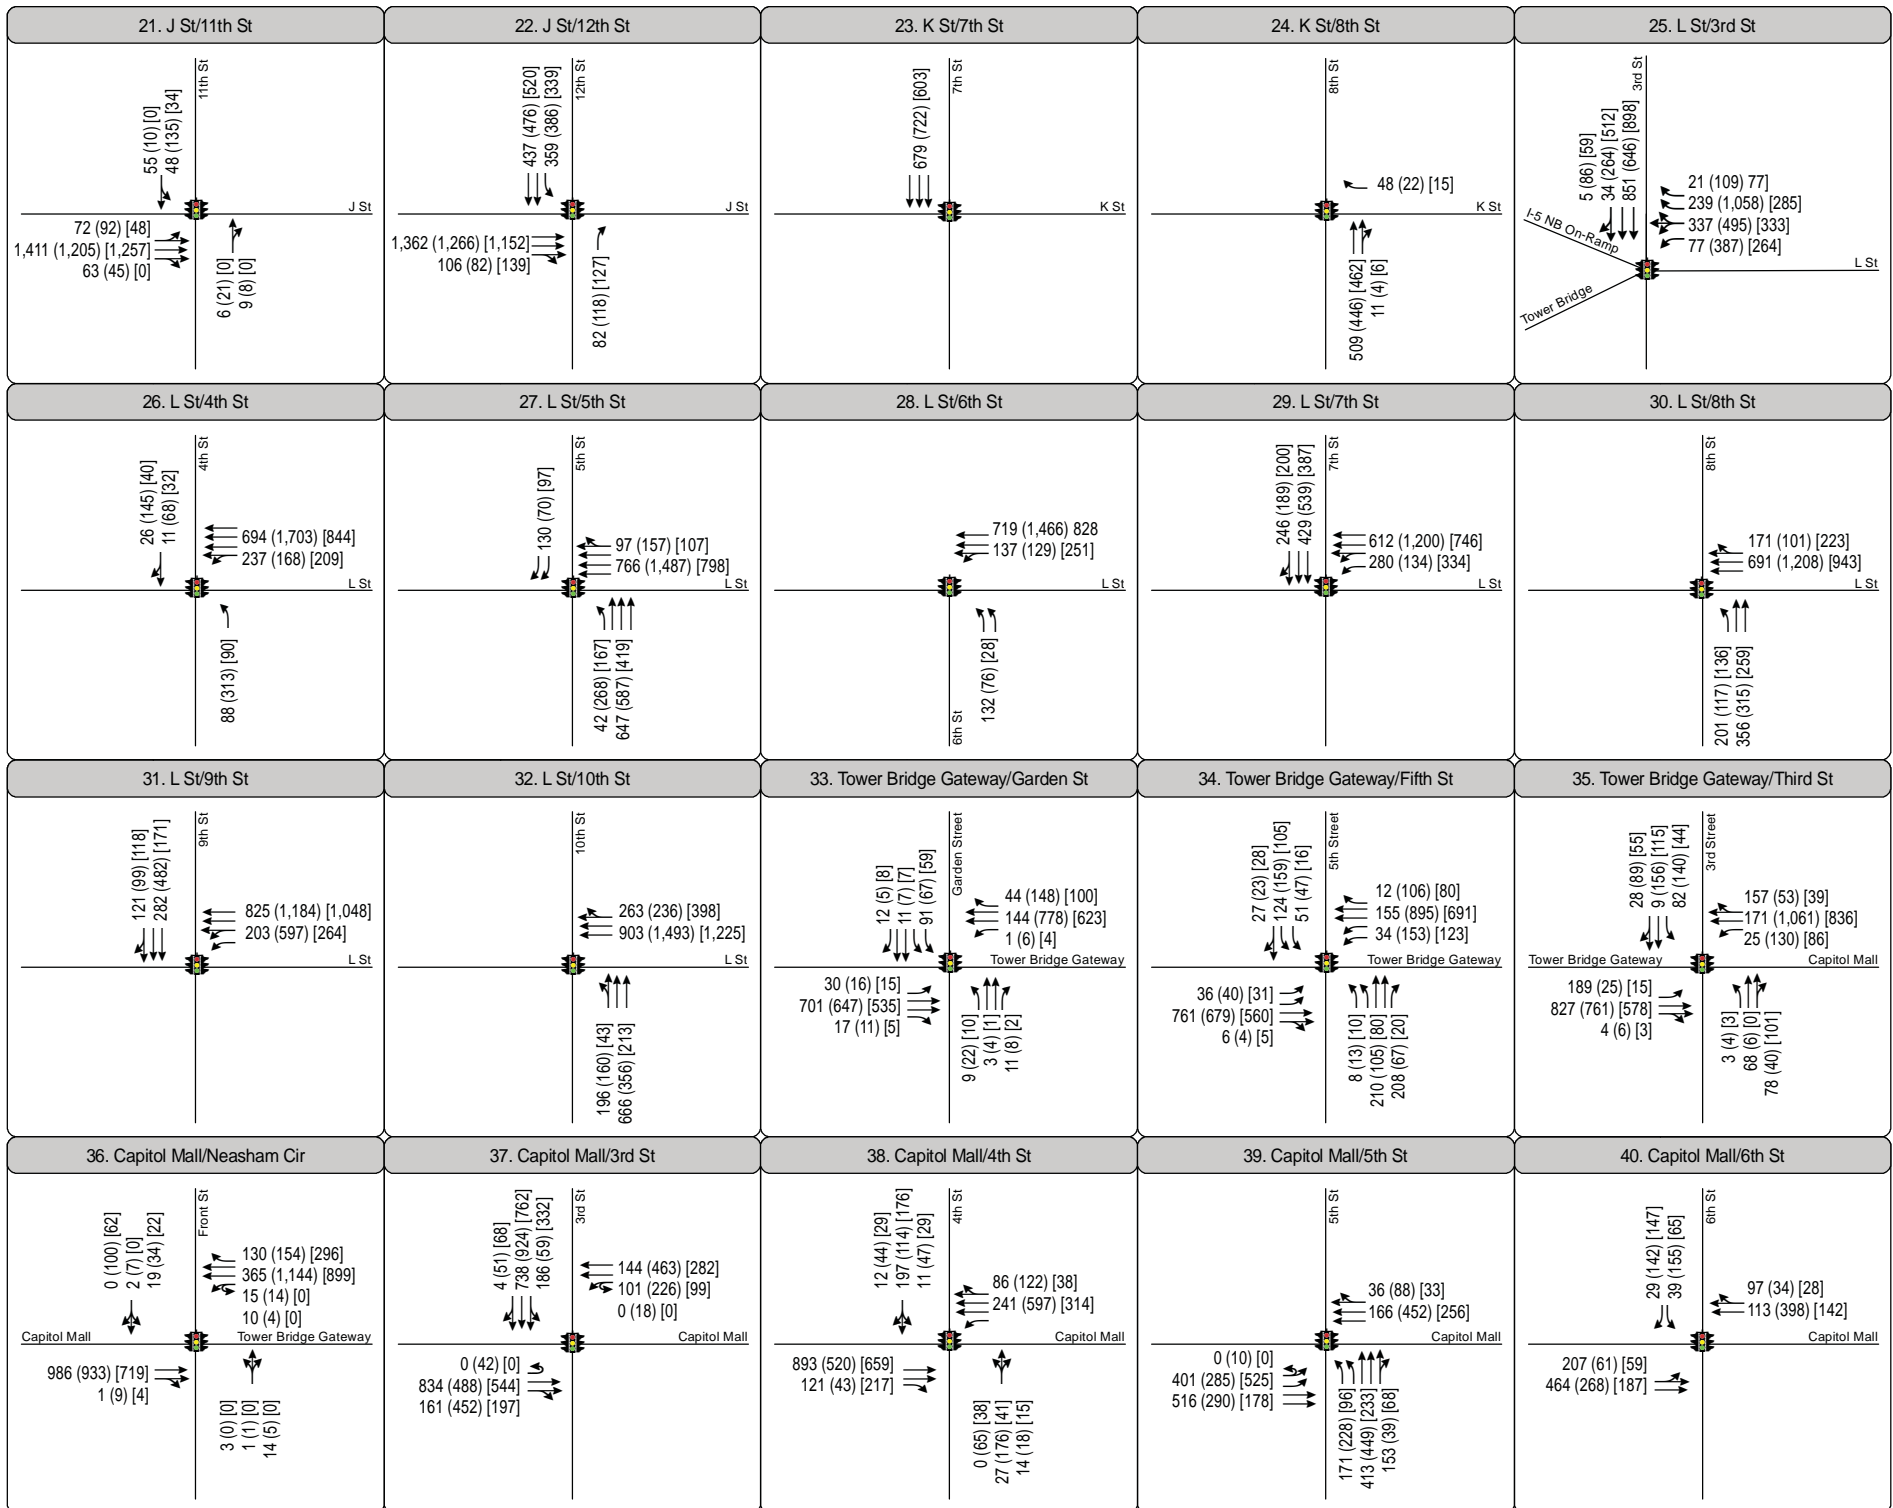 21. J St/11th St
11th St
55 (10) [0]
48 (135) [34]
J St
72 (92) [48]
1,411 (1,205) [1,257]
63 (45) [0]
6 (21) [0]
9 (8) [0]
22. J St/12th St
12th St
437 (476) [520]
359 (386) [339]
J St
1,362 (1,266) [1,152]
106 (82) [139]
82 (118) [127]
23. K St/7th St
7th St
679 (722) [603]
K St
24. K St/8th St
8th St
48 (22) [15]
K St
509 (446) [462]
11 (4) [6]
25. L St/3rd St
3rd St
5 (86) [59]
34 (264) [512]
851 (646) [898]
21 (109) 77]
239 (1,058) [285]
337 (495) [333]
77 (387) [264]
I-5 NB On-Ramp
L St
Tower Bridge
26. L St/4th St
4th St
26 (145) [40]
11 (68) [32]
694 (1,703) [844]
237 (168) [209]
L St
88 (313) [90]
27. L St/5th St
5th St
130 (70) [97]
97 (157) [107]
766 (1,487) [798]
L St
42 (268) [167]
647 (587) [419]
28. L St/6th St
719 (1,466) 828
137 (129) [251]
L St
132 (76) [28]
6th St
29. L St/7th St
7th St
246 (189) [200]
429 (539) [387]
612 (1,200) [746]
280 (134) [334]
L St
30. L St/8th St
8th St
171 (101) [223]
691 (1,208) [943]
L St
201 (117) [136]
356 (315) [259]
31. L St/9th St
9th St
121 (99) [118]
282 (482) [171]
825 (1,184) [1,048]
203 (597) [264]
L St
32. L St/10th St
10th St
263 (236) [398]
903 (1,493) [1,225]
L St
196 (160) [43]
666 (356) [213]
33. Tower Bridge Gateway/Garden St
Garden Street
12 (5) [8]
11 (7) [7]
91 (67) [59]
44 (148) [100]
144 (778) [623]
1 (6) [4]
Tower Bridge Gateway
30 (16) [15]
701 (647) [535]
17 (11) [5]
9 (22) [10]
3 (4) [1]
11 (8) [2]
34. Tower Bridge Gateway/Fifth St
5th Street
27 (23) [28]
124 (159) [105]
51 (47) [16]
12 (106) [80]
155 (895) [691]
34 (153) [123]
Tower Bridge Gateway
36 (40) [31]
761 (679) [560]
6 (4) [5]
8 (13) [10]
210 (105) [80]
208 (67) [20]
35. Tower Bridge Gateway/Third St
3rd Street
28 (89) [55]
9 (156) [115]
82 (140) [44]
157 (53) [39]
171 (1,061) [836]
25 (130) [86]
Tower Bridge Gateway
Capitol Mall
189 (25) [15]
827 (761) [578]
4 (6) [3]
3 (4) [3]
68 (6) [0]
78 (40) [101]
36. Capitol Mall/Neasham Cir
Front St
0 (100) [62]
2 (7) [0]
19 (34) [22]
130 (154) [296]
365 (1,144) [899]
15 (14) [0]
10 (4) [0]
Capitol Mall
Tower Bridge Gateway
986 (933) [719]
1 (9) [4]
3 (0) [0]
1 (1) [0]
14 (5) [0]
37. Capitol Mall/3rd St
3rd St
4 (51) [68]
738 (924) [762]
186 (59) [332]
144 (463) [282]
101 (226) [99]
0 (18) [0]
Capitol Mall
0 (42) [0]
834 (488) [544]
161 (452) [197]
38. Capitol Mall/4th St
4th St
12 (44) [29]
197 (114) [176]
11 (47) [29]
86 (122) [38]
241 (597) [314]
Capitol Mall
893 (520) [659]
121 (43) [217]
0 (65) [38]
27 (176) [41]
14 (18) [15]
39. Capitol Mall/5th St
5th St
36 (88) [33]
166 (452) [256]
Capitol Mall
0 (10) [0]
401 (285) [525]
516 (290) [178]
171 (228) [96]
413 (449) [233]
153 (39) [68]
40. Capitol Mall/6th St
6th St
29 (142) [147]
39 (155) [65]
97 (34) [28]
113 (398) [142]
Capitol Mall
207 (61) [59]
464 (268) [187]